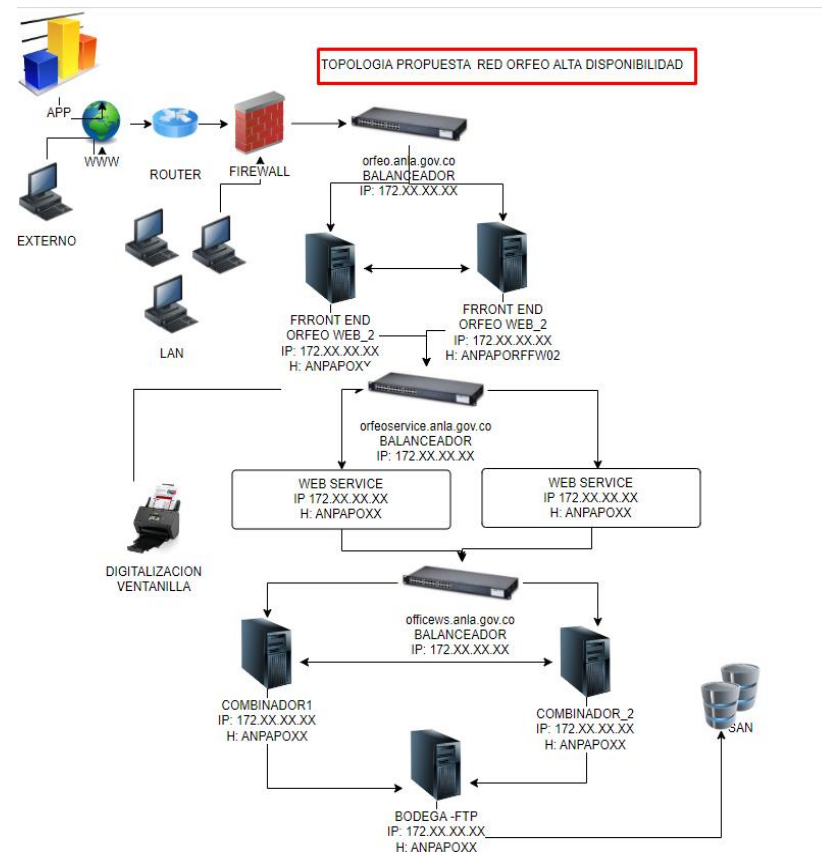 TOPOLOGIA PROPUESTA RED ORFEO ALTA DISPONIBILIDAD
APP
WWW
ROUTER
FIREWALL
orfeo.anla.gov.co
BALANCEADOR
IP: 172.XX.XX.XX
EXTERNO
LAN
FRRONT END
ORFEO WEB_2
IP: 172.XX.XX.XX
H: ANPAPOXY
FRRONT END
ORFEO WEB_2
IP: 172.XX.XX.XX
H: ANPAPORFFW02
orfeoservice.anla.gov.co
BALANCEADOR
IP: 172.XX.XX.XX
WEB SERVICE
IP 172.XX.XX.XX
H: ANPAPOXX
WEB SERVICE
IP 172.XX.XX.XX
H: ANPAPOXX
DIGITALIZACION
VENTANILLA
officews.anla.gov.co
BALANCEADOR
IP: 172.XX.XX.XX
COMBINADOR1
IP: 172.XX.XX.XX
H: ANPAPOXX
COMBINADOR_2
IP: 172.XX.XX.XX
H: ANPAPOXX
SAN
BODEGA -FTP
IP: 172.XX.XX.XX
H: ANPAPOXX